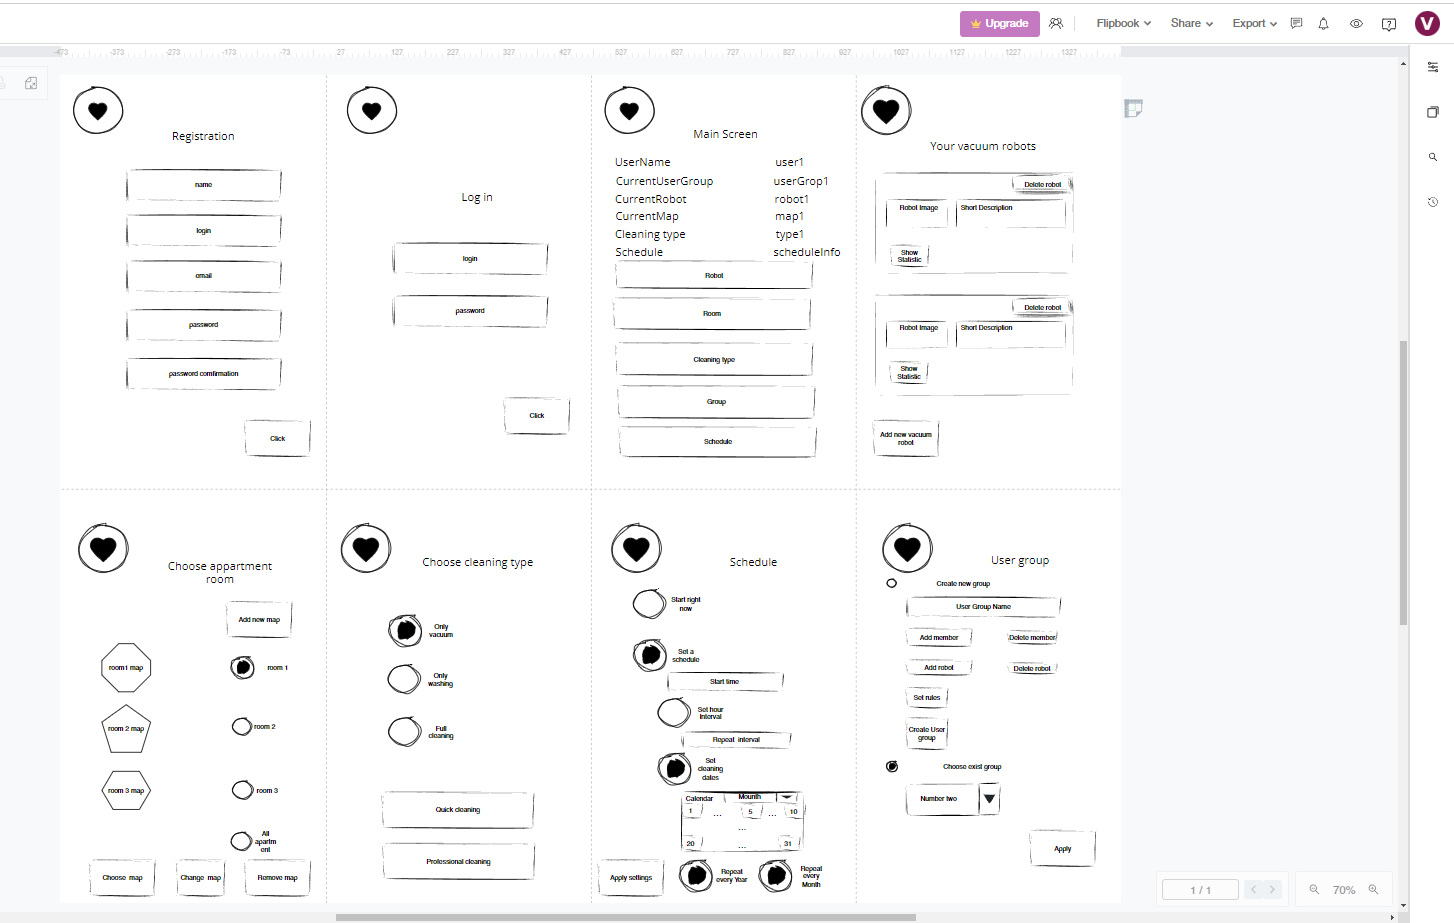 Upgrade
Flipbook
Share
Export
V
-473 -373 -273 -173 -73 27 127 227 327 427 527 627 727 827 927 1027 1127 1227 1327
Registration
name
login
email
password
password comfirmation
Click
Log in
login
password
Click
Main Screen
UserName user1
CurrentUserGroup userGrop1
CurrentRobot robot1
CurrentMap map1
Cleaning type type1
Schedule scheduleInfo
Robot
Room
Cleaning type
Group
Schedule
Your vacuum robots
Delete robot
Robot Image Short Description
Show
Statistic
Delete robot
Robot Image Short Description
Show
Statistic
Add new vacuum
robot
Choose appartment
room
Add new map
room1 map room 1
room 2 map room 2
room 3 map room 3
All
apartm
ent
Choose map Change map Remove map
Choose cleaning type
Only
vacuum
Only
washing
Full
cleaning
Quick cleaning
Professional cleaning
Schedule
Start right
now
Set a
schedule
Start time
Set hour
interval
Repeat interval
Set
cleaning
dates
Calendar Mounth
1 ... 5 ... 10
...
20 ... 31
Apply settings
Repeat
every Year
Repeat
every
Month
User group
Create new group
User Group Name
Add member Delete member
Add robot Delete robot
Set rules
Create User
group
Choose exist group
Number two
Apply
1 / 1
70%